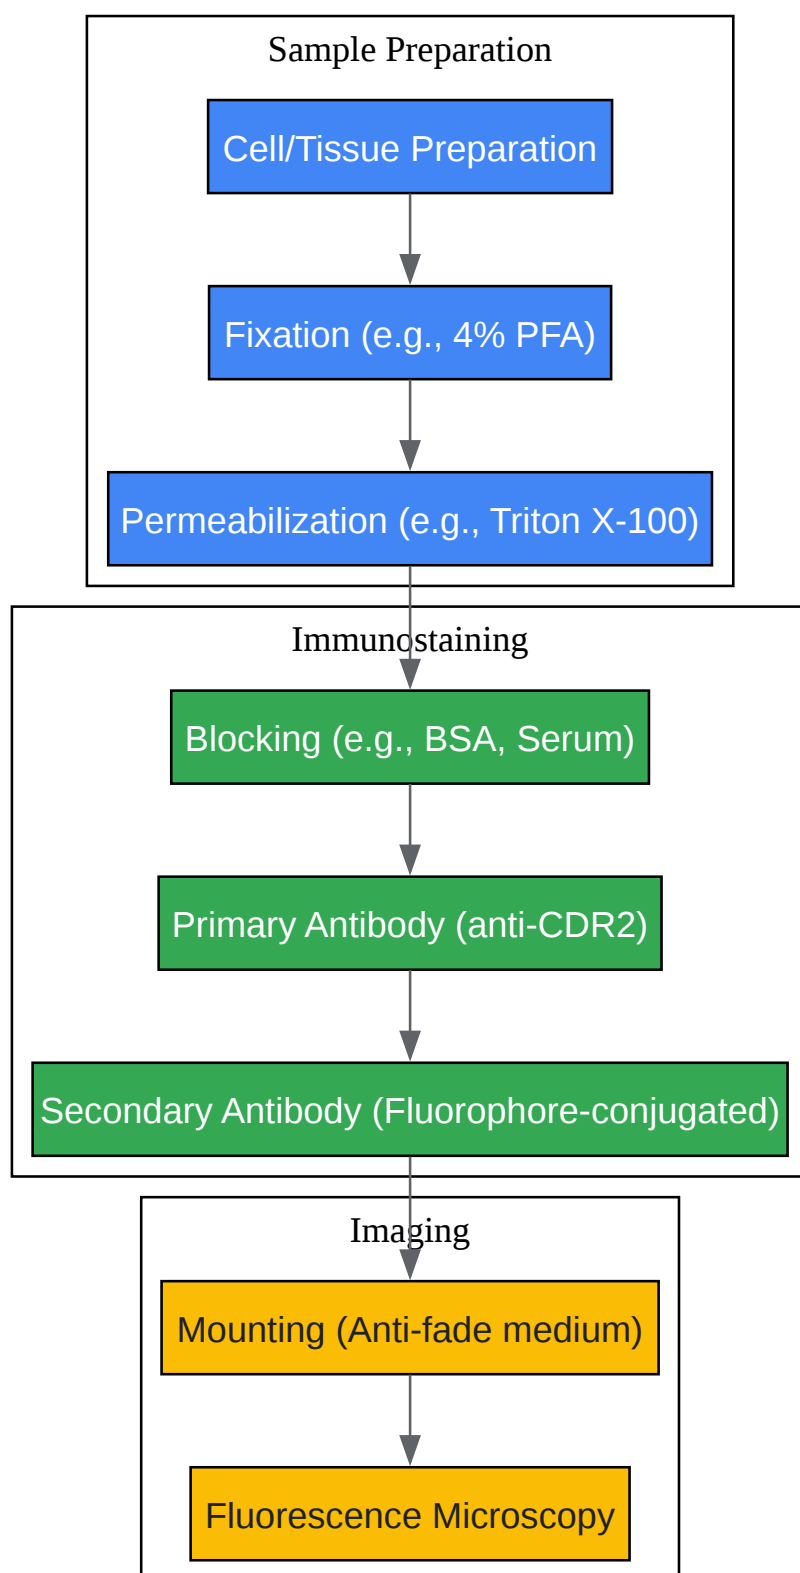 Sample Preparation
Cell/Tissue Preparation
Fixation (e.g., 4% PFA)
Permeabilization (e.g., Triton X-100)
Immunostaining
Blocking (e.g., BSA, Serum)
Primary Antibody (anti-CDR2)
Secondary Antibody (Fluorophore-conjugated)
Imaging
Mounting (Anti-fade medium)
Fluorescence Microscopy